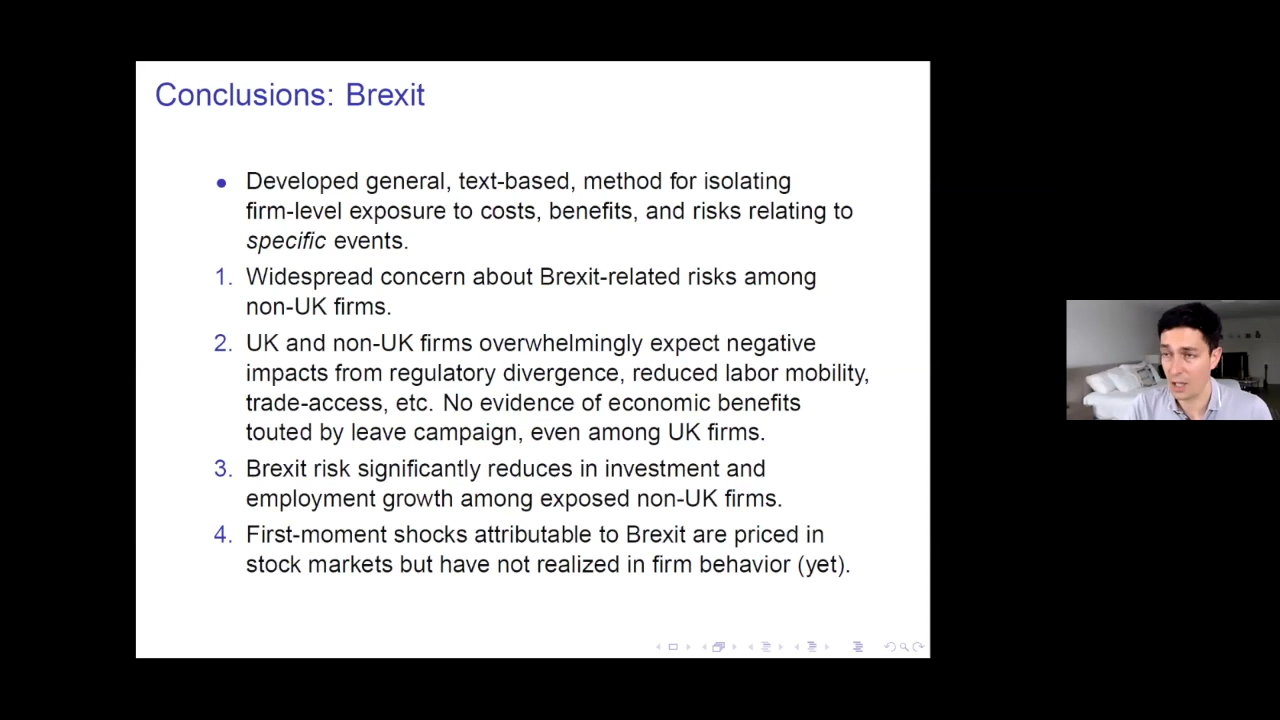 Conclusions: Brexit
• Developed general, text-based, method for isolating
firm-level exposure to costs, benefits, and risks relating to
specific events.
1. Widespread concern about Brexit-related risks among
non-UK firms.
2. UK and non-UK firms overwhelmingly expect negative
impacts from regulatory divergence, reduced labor mobility,
trade-access, etc. No evidence of economic benefits
touted by leave campaign, even among UK firms.
3. Brexit risk significantly reduces in investment and
employment growth among exposed non-UK firms.
4. First-moment shocks attributable to Brexit are priced in
stock markets but have not realized in firm behavior (yet).